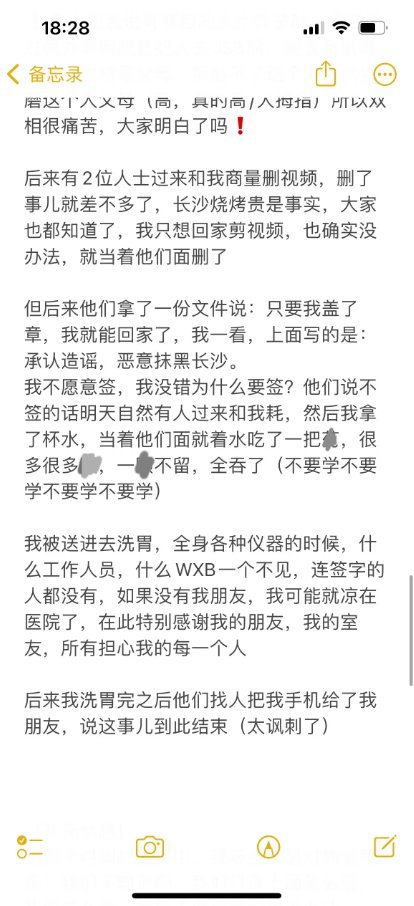 18:28
备忘录
磨这个人父母（高，真的高/大拇指）所以双
相很痛苦，大家明白了吗❗
后来有2位人士过来和我商量删视频，删了
事儿就差不多了，长沙烧烤贵是事实，大家
也都知道了，我只想回家剪视频，也确实没
办法，就当着他们面删了
但后来他们拿了一份文件说：只要我盖了
章，我就能回家了，我一看，上面写的是：
承认造谣，恶意抹黑长沙。
我不愿意签，我没错为什么要签？他们说不
签的话明天自然有人过来和我耗，然后我拿
了杯水，当着他们面就着水吃了一把，很
多很多，一不留，全吞了（不要学不要
学不要学不要学）
我被送进去洗胃，全身各种仪器的时候，什
么工作人员，什么WXB一个不见，连签字的
人都没有，如果没有我朋友，我可能就凉在
医院了，在此特别感谢我的朋友，我的室
友，所有担心我的每一个人
后来我洗胃完之后他们找人把我手机给了我
朋友，说这事儿到此结束（太讽刺了）